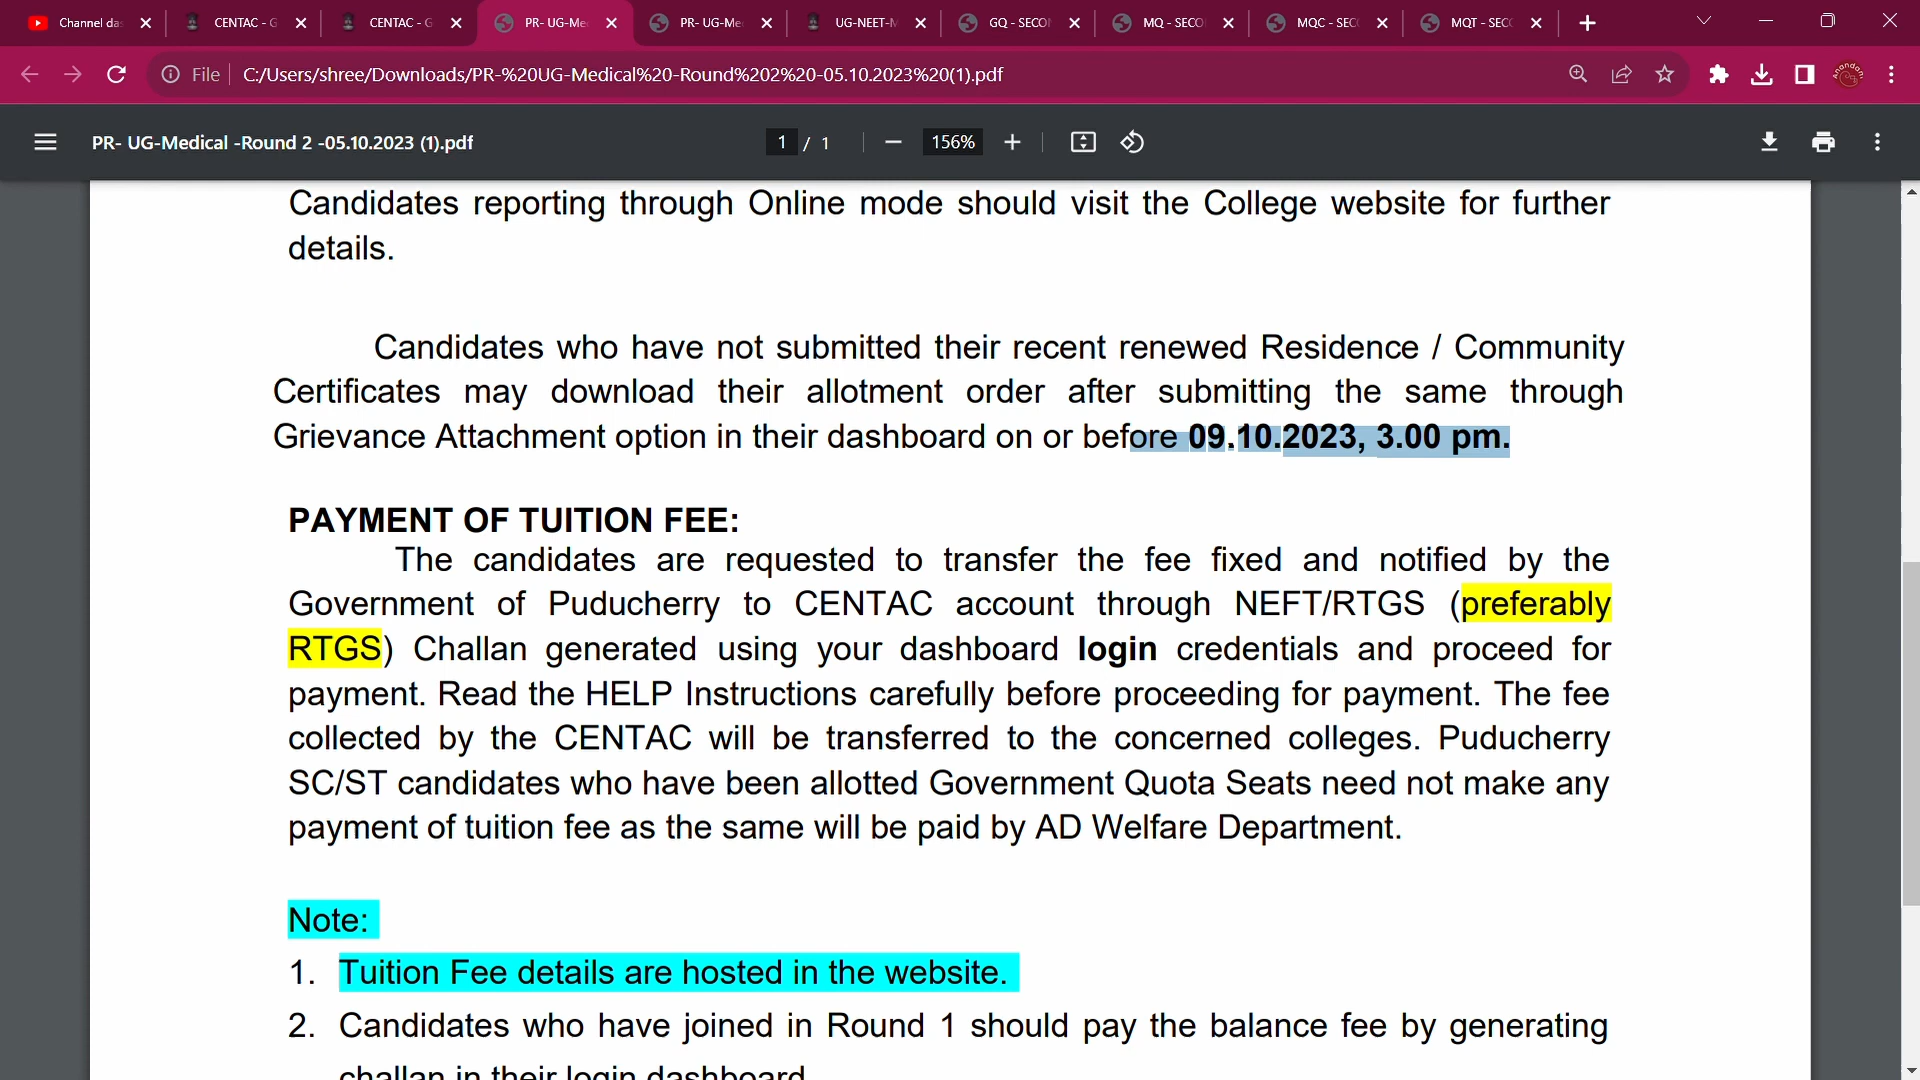 Channel da
CENTAC - G
CENTAC - G
PR- UG-Me
PR- UG-Me
UG-NEET-M
GQ - SECO
MQ - SECO
MQC - SEC
MQT - SEC
File
C:/Users/shree/Downloads/PR-%20UG-Medical%20-Round%202%20-05.10.2023%20(1).pdf
PR- UG-Medical -Round 2 -05.10.2023 (1).pdf
1 / 1
156%
Candidates reporting through Online mode should visit the College website for further
details.
Candidates who have not submitted their recent renewed Residence / Community
Certificates may download their allotment order after submitting the same through
Grievance Attachment option in their dashboard on or before 09.10.2023, 3.00 pm.
PAYMENT OF TUITION FEE:
The candidates are requested to transfer the fee fixed and notified by the
Government of Puducherry to CENTAC account through NEFT/RTGS (preferably
RTGS) Challan generated using your dashboard login credentials and proceed for
payment. Read the HELP Instructions carefully before proceeding for payment. The fee
collected by the CENTAC will be transferred to the concerned colleges. Puducherry
SC/ST candidates who have been allotted Government Quota Seats need not make any
payment of tuition fee as the same will be paid by AD Welfare Department.
Note:
1. Tuition Fee details are hosted in the website.
2. Candidates who have joined in Round 1 should pay the balance fee by generating
challan in their login dashboard